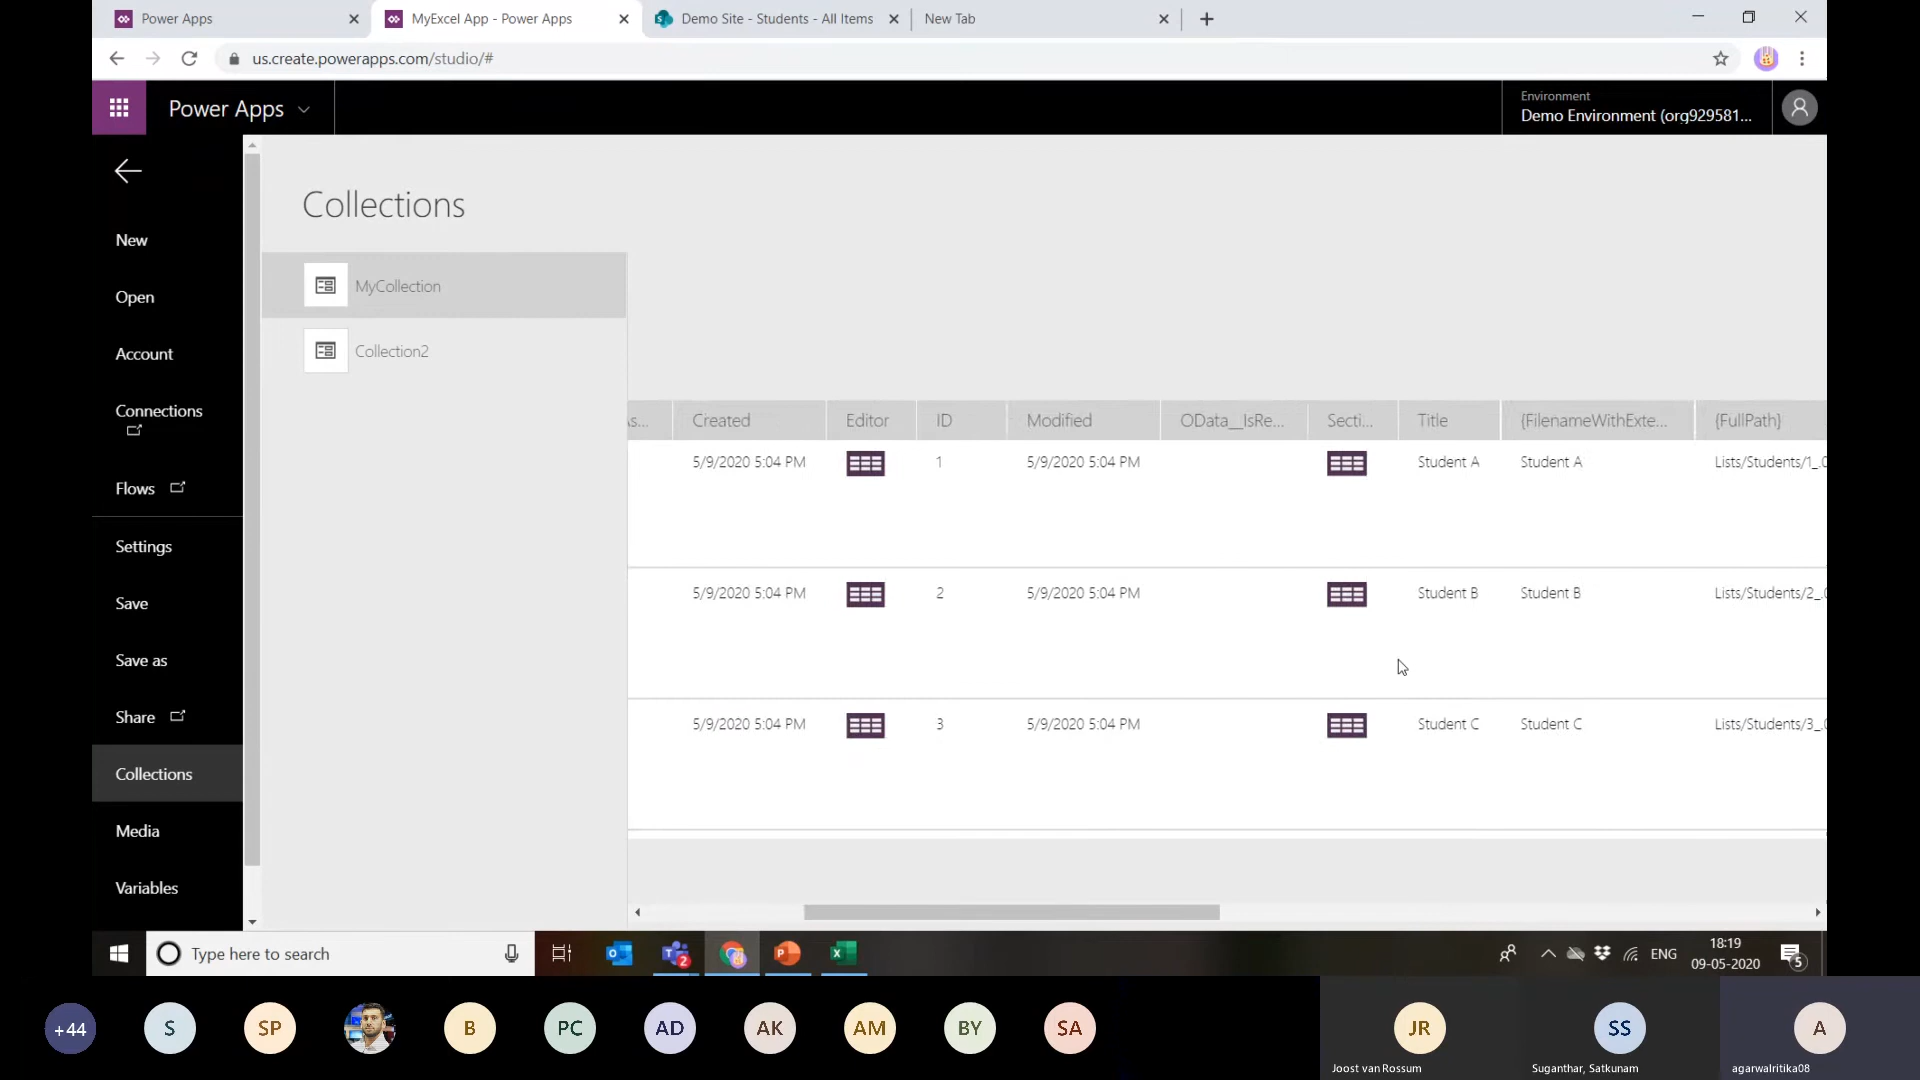 Power Apps
MyExcel App - Power Apps
Demo Site - Students - All Items
New Tab
us.create.powerapps.com/studio/#
Power Apps
Environment
Demo Environment (org929581...
New
Open
Account
Connections
Flows
Settings
Save
Save as
Share
Collections
Media
Variables
Collections
MyCollection
Collection2
Created Editor ID Modified OData__IsRe... Secti... Title {FilenameWithExte... {FullPath}
5/9/2020 5:04 PM 1 5/9/2020 5:04 PM Student A Student A Lists/Students/1_.0
5/9/2020 5:04 PM 2 5/9/2020 5:04 PM Student B Student B Lists/Students/2_.0
5/9/2020 5:04 PM 3 5/9/2020 5:04 PM Student C Student C Lists/Students/3_.0
Type here to search
2
ENG
18:19
09-05-2020
5
+44
S
SP
B
PC
AD
AK
AM
BY
SA
JR
SS
A
Joost van Rossum
Suganthar, Satkunam
agarwalritika08